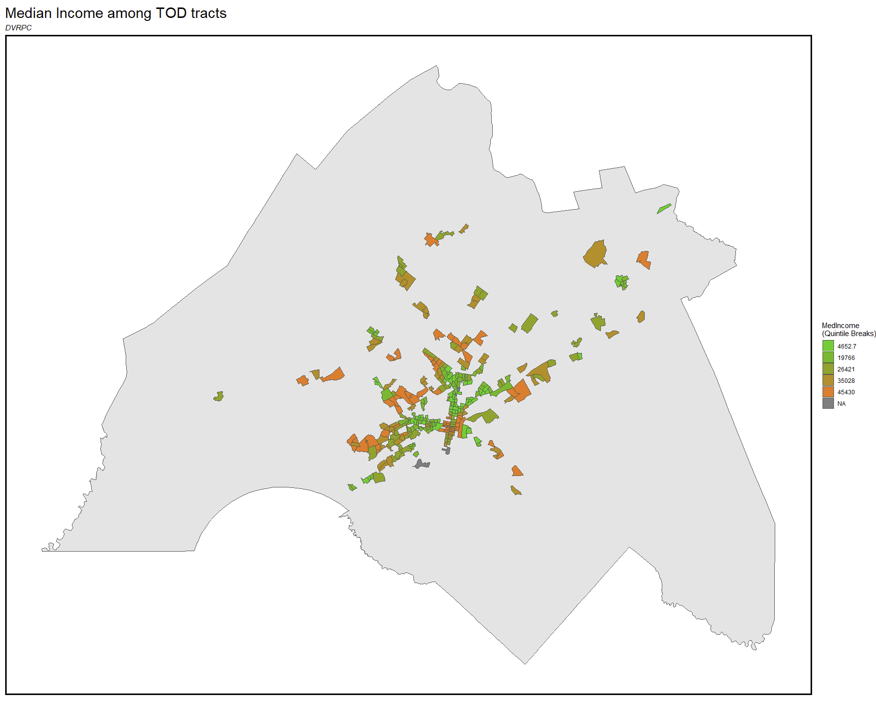 Median Income among TOD tracts
DVRPC
MedIncome
(Quintile Breaks)
4652.7
19766
26421
35028
45430
NA